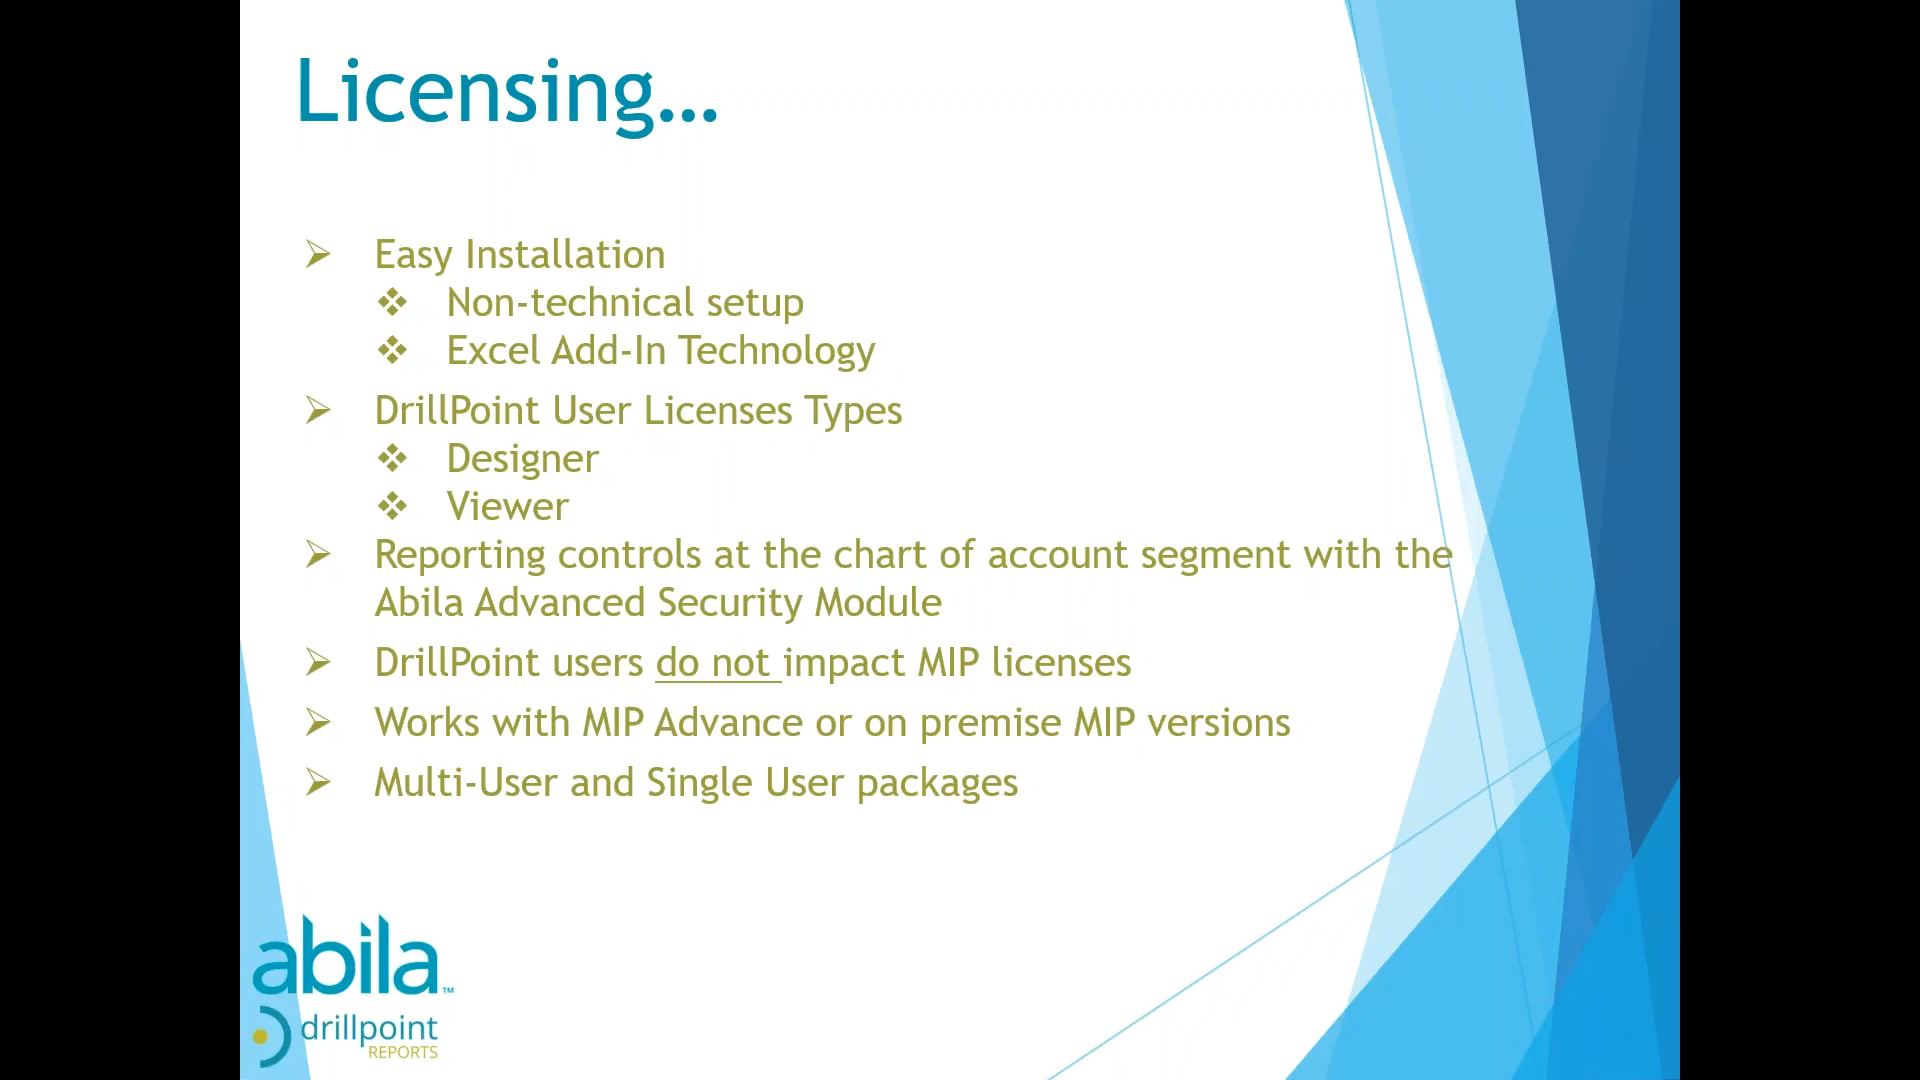 Licensing...
Easy Installation
Non-technical setup
Excel Add-In Technology
DrillPoint User Licenses Types
Designer
Viewer
Reporting controls at the chart of account segment with the
Abila Advanced Security Module
DrillPoint users do not impact MIP licenses
Works with MIP Advance or on premise MIP versions
Multi-User and Single User packages
abila™
drillpoint
REPORTS